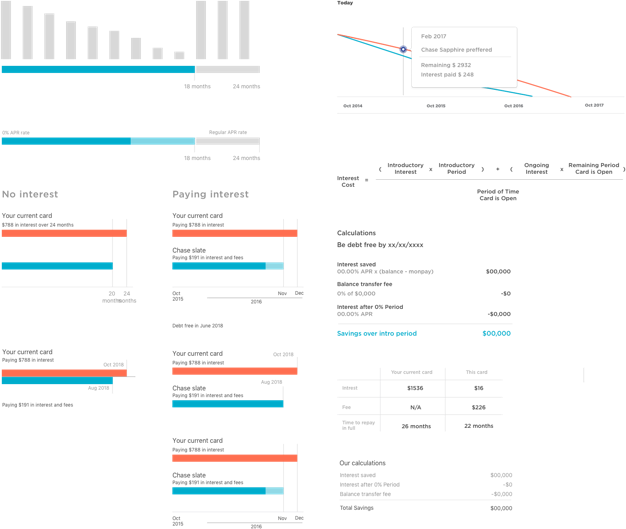 18 months
24 months
0% APR rate
Regular APR rate
18 months
24 months
No interest
Your current card
$788 in interest over 24 months
20
months
24
months
Your current card
Paying $788 in interest
Oct 2018
Aug 2018
Paying $191 in interest and fees
Paying interest
Your current card
Paying $788 in interest
Chase slate
Paying $191 in interest and fees
Oct
2015
Nov
Dec
2016
Debt free in June 2018
Your current card
Oct 2018
Paying $788 in interest
Aug 2018
Chase slate
Paying $191 in interest and fees
Your current card
Paying $788 in interest
Chase slate
Paying $191 in interest and fees
Oct
2015
Nov
Dec
2016
Today
Feb 2017
Chase Sapphire preffered
Remaining $ 2932
Interest paid $ 248
Oct 2014
Oct 2015
Oct 2016
Oct 2017
Interest
Cost
=
( Introductory Interest x Introductory Period ) + ( Ongoing Interest x Remaining Period Card is Open )
Period of Time
Card is Open
Calculations
Be debt free by xx/xx/xxxx
Interest saved
00.00% APR x (balance - monpay) $00,000
Balance transfer fee
0% of $0,000 -$0
Interest after 0% Period
00.00% APR -$0,000
Savings over intro period $00,000
Your current card This card
Intrest $1536 $16
Fee N/A $226
Time to repay
in full 26 months 22 months
Our calculations
Interest saved $00,000
Interest after 0% Period -$0
Balance transfer fee -$0,000
Total Savings $00,000